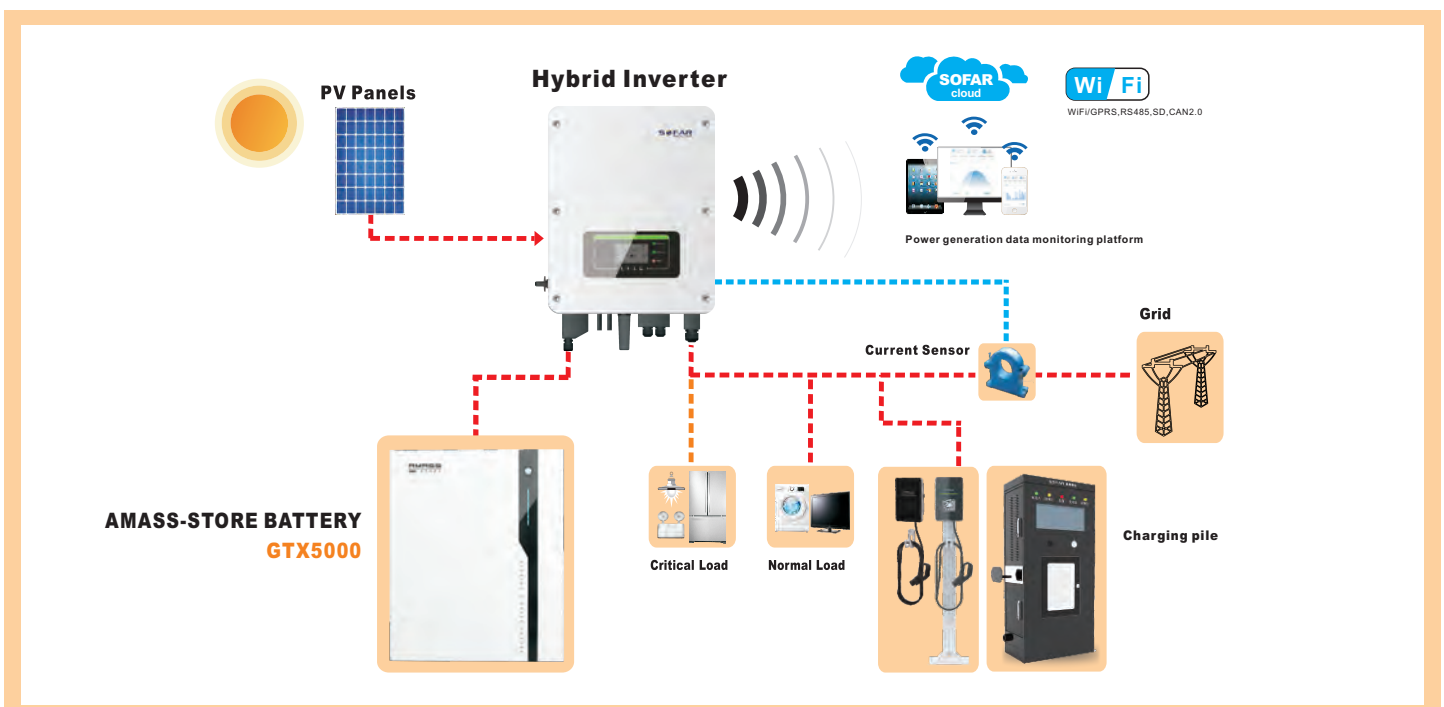 PV Panels
Hybrid Inverter
SOFAR
SOFAR
cloud
Wi Fi
WiFi/GPRS,RS485,SD,CAN2.0
Power generation data monitoring platform
Current Sensor
Grid
AMASS-STORE BATTERY
GTX5000
Critical Load
Normal Load
Charging pile